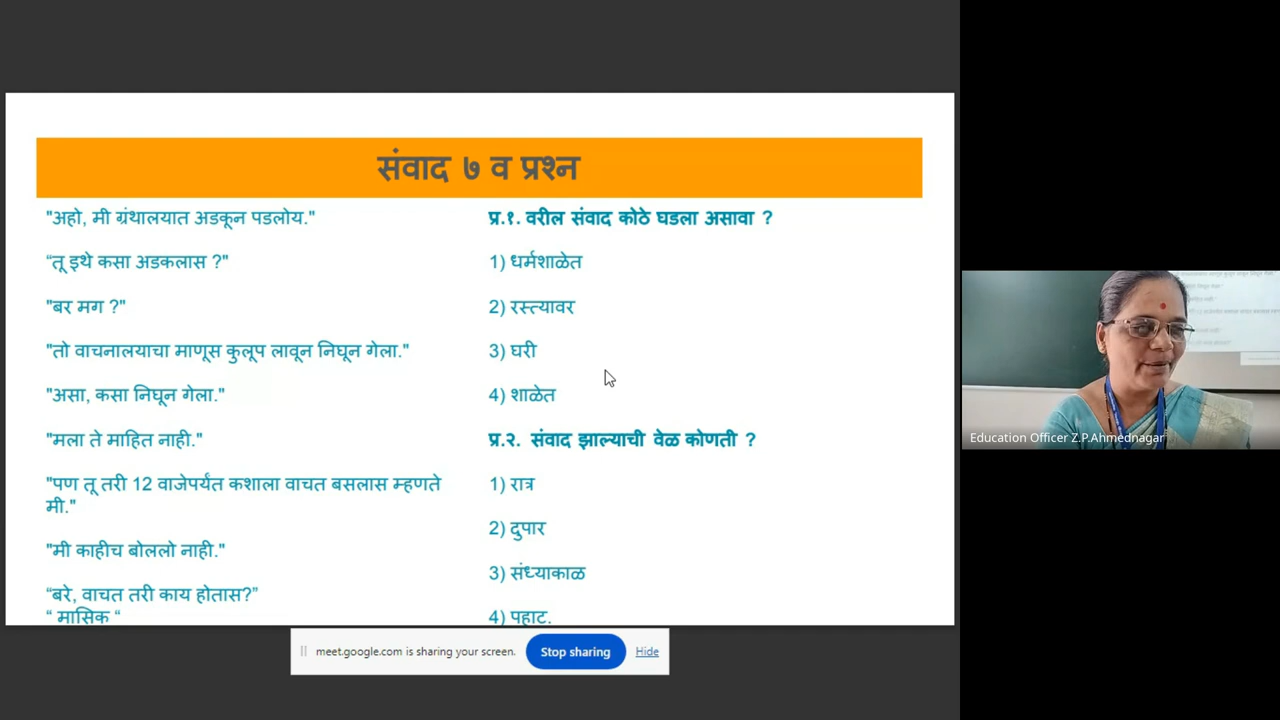 संवाद ७ व प्रश्न
"अहो, मी ग्रंथालयात अडकून पडलोय."
“तू इथे कसा अडकलास ?"
"बर मग ?"
"तो वाचनालयाचा माणूस कुलूप लावून निघून गेला."
"असा, कसा निघून गेला."
"मला ते माहित नाही."
"पण तू तरी 12 वाजेपर्यंत कशाला वाचत बसलास म्हणते
मी."
"मी काहीच बोललो नाही."
“बरे, वाचत तरी काय होतास?”
“ मासिक “
प्र.१. वरील संवाद कोठे घडला असावा ?
1) धर्मशाळेत
2) रस्त्यावर
3) घरी
4) शाळेत
प्र.२. संवाद झाल्याची वेळ कोणती ?
1) रात्र
2) दुपार
3) संध्याकाळ
4) पहाट.
Education Officer Z.P.Ahmednagar
meet.google.com is sharing your screen.
Stop sharing
Hide